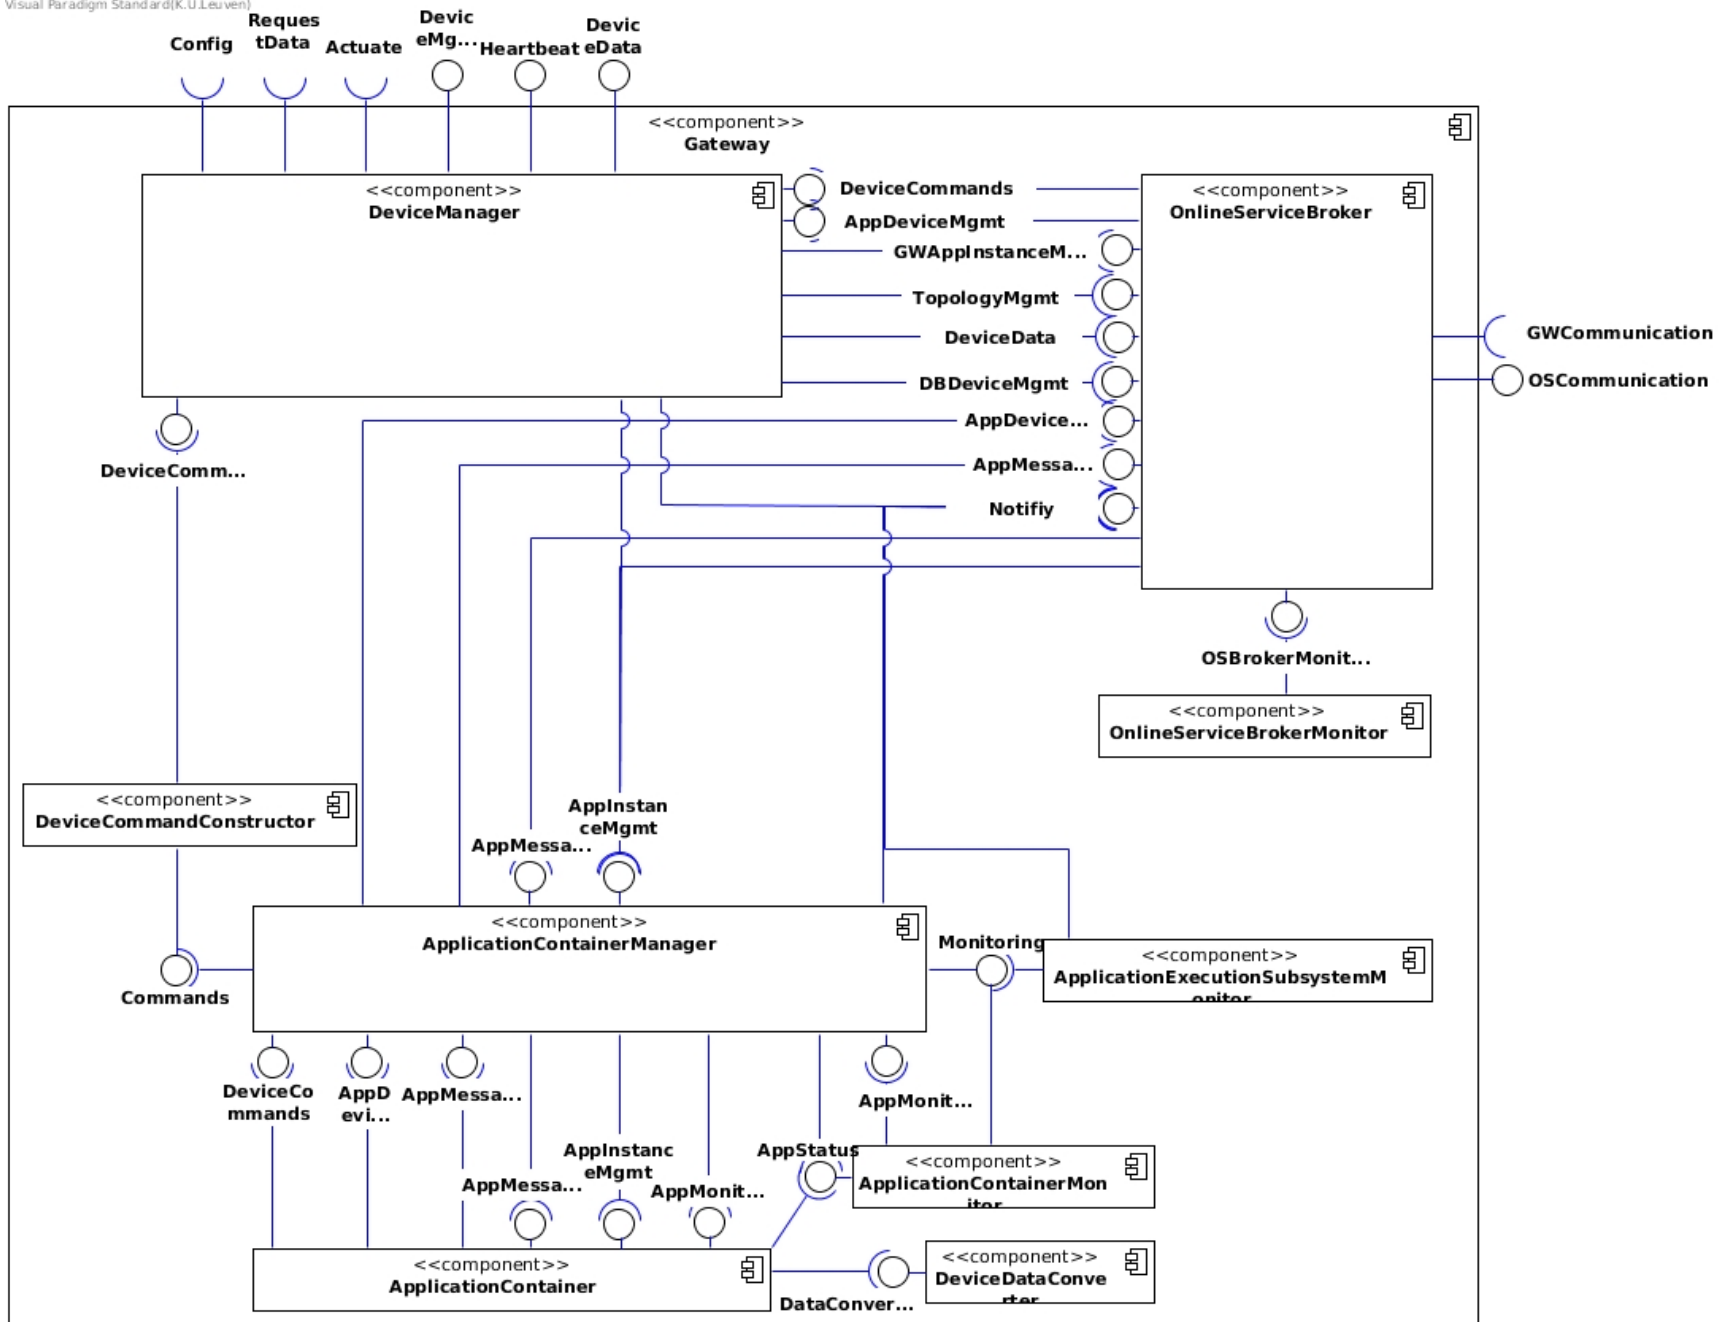 Visual Paradigm Standard(K.U.Leuven)
Config
Reques
tData
Actuate
Devic
eMg...
Heartbeat
Devic
eData
<<component>>
Gateway
<<component>>
DeviceManager
DeviceCommands
AppDeviceMgmt
GWAppInstanceM...
TopologyMgmt
DeviceData
DBDeviceMgmt
AppDevice...
AppMessa...
Notifiy
<<component>>
OnlineServiceBroker
GWCommunication
OSCommunication
DeviceComm...
OSBrokerMonit...
<<component>>
OnlineServiceBrokerMonitor
<<component>>
DeviceCommandConstructor
AppInstan
ceMgmt
AppMessa...
<<component>>
ApplicationContainerManager
Monitoring
<<component>>
ApplicationExecutionSubsystemM
onitor
Commands
DeviceCo
mmands
AppD
evi...
AppMessa...
AppMonit...
AppStatus
AppInstanc
eMgmt
AppMessa...
AppMonit...
<<component>>
ApplicationContainerMon
itor
<<component>>
ApplicationContainer
<<component>>
DeviceDataConve
rter
DataConver...